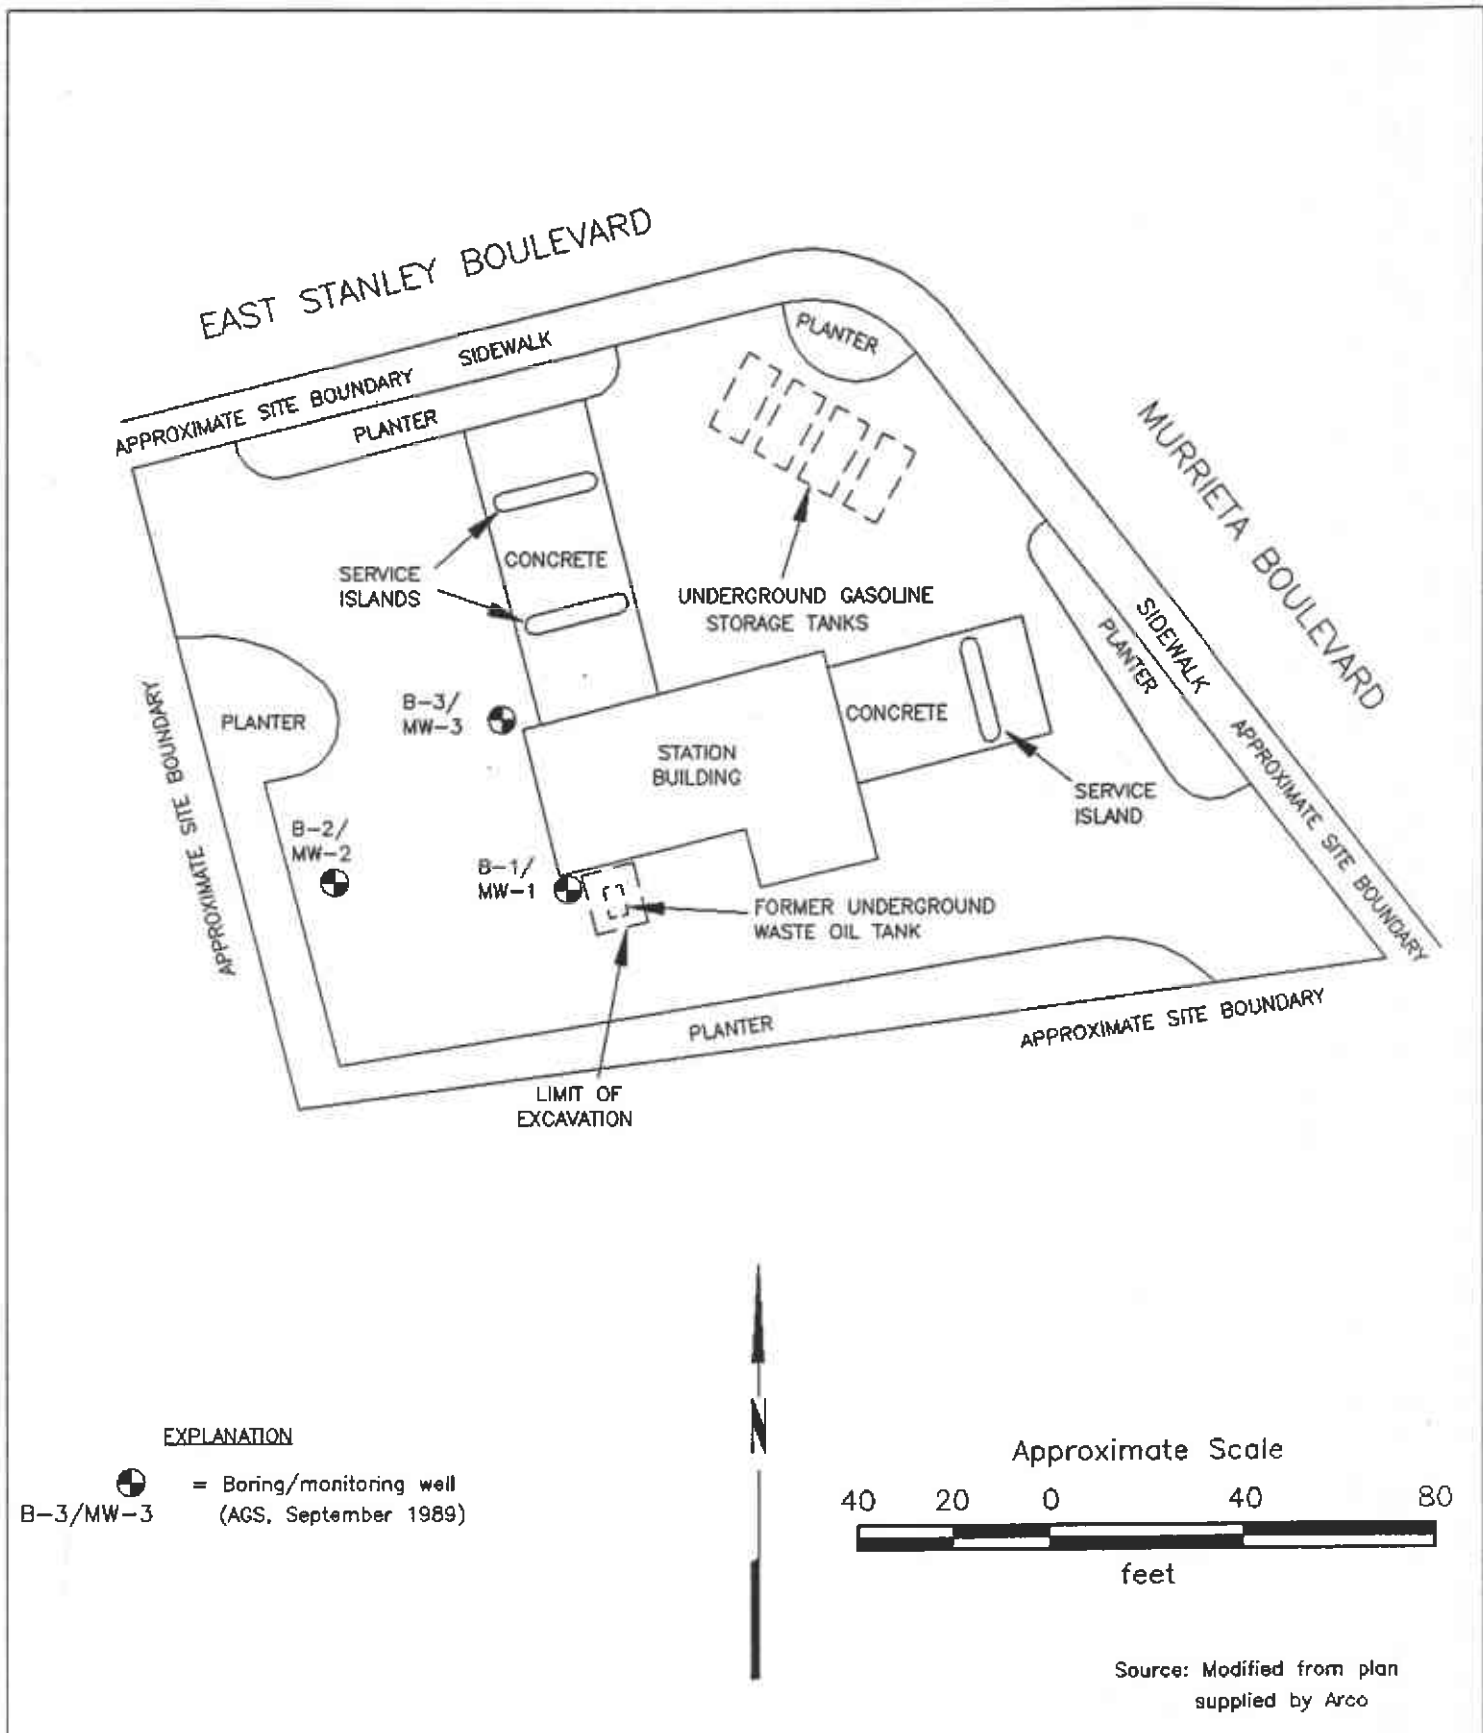 EAST STANLEY BOULEVARD
SIDEWALK
APPROXIMATE SITE BOUNDARY
PLANTER
PLANTER
MURRIETA BOULEVARD
CONCRETE
SERVICE
ISLANDS
UNDERGROUND GASOLINE
STORAGE TANKS
SIDEWALK
PLANTER
APPROXIMATE SITE BOUNDARY
PLANTER
B-3/
MW-3
CONCRETE
STATION
BUILDING
SERVICE
ISLAND
APPROXIMATE SITE BOUNDARY
B-2/
MW-2
B-1/
MW-1
FORMER UNDERGROUND
WASTE OIL TANK
PLANTER
APPROXIMATE SITE BOUNDARY
LIMIT OF
EXCAVATION
N
EXPLANATION
= Boring/monitoring well
B-3/MW-3 (AGS, September 1989)
Approximate Scale
40 20 0 40 80
feet
Source: Modified from plan
supplied by Arco